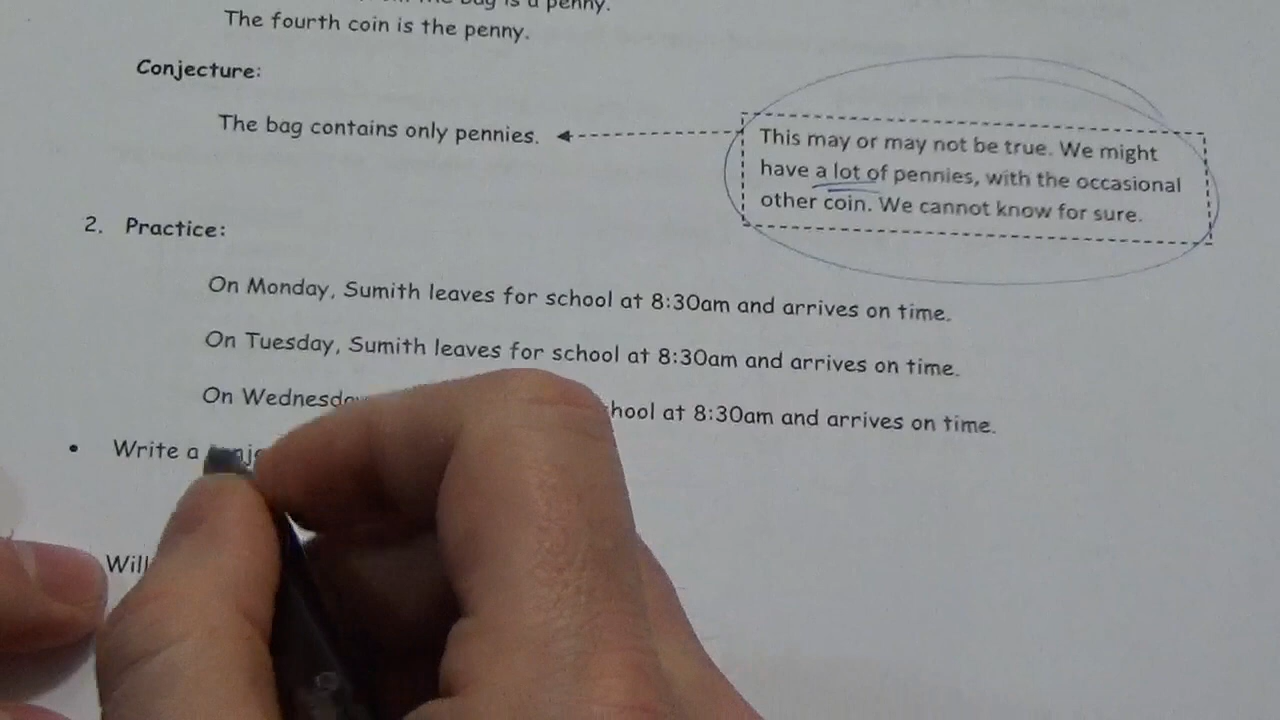 bag is a penny.
The fourth coin is the penny.
Conjecture:
The bag contains only pennies.
This may or may not be true. We might
have a lot of pennies, with the occasional
other coin. We cannot know for sure.
2. Practice:
On Monday, Sumith leaves for school at 8:30am and arrives on time.
On Tuesday, Sumith leaves for school at 8:30am and arrives on time.
On at 8:30am and arrives on time.
• Write a